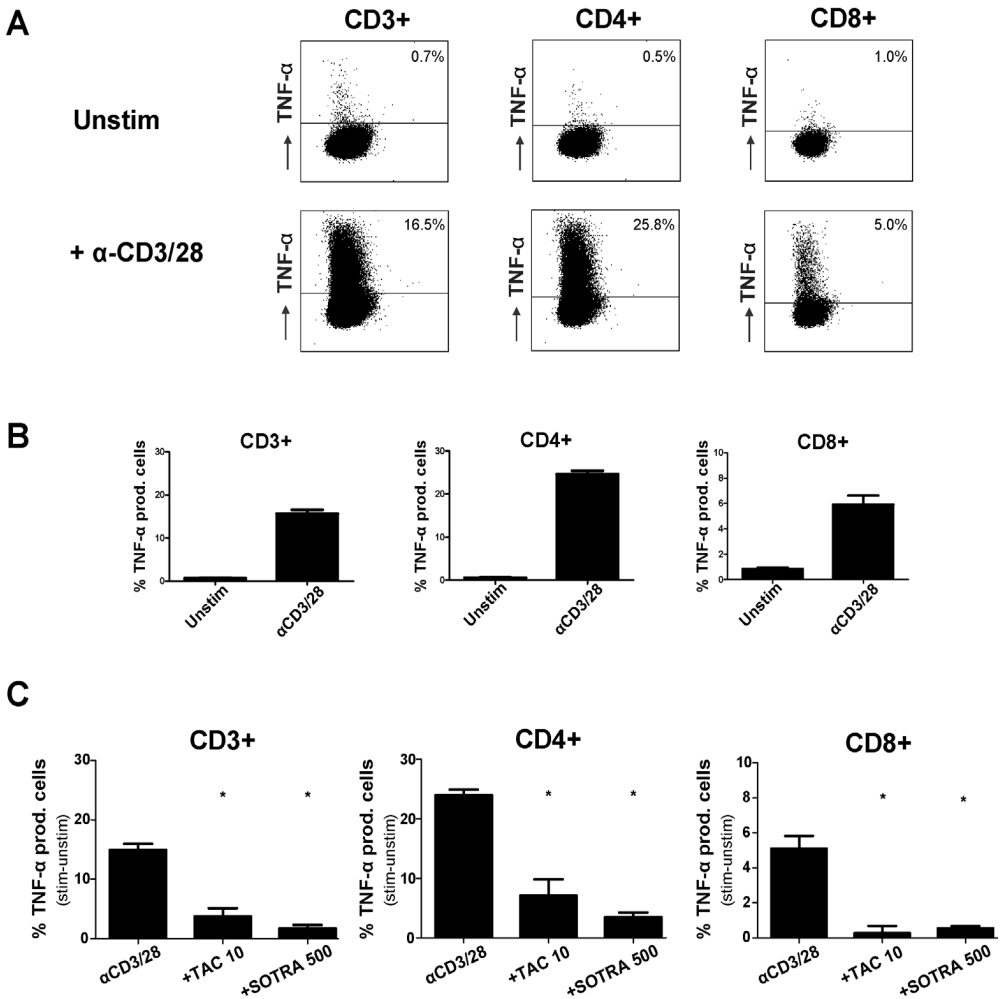 A
CD3+ CD4+ CD8+
Unstim
TNF-α 0.7%
TNF-α 0.5%
TNF-α 1.0%
+ α-CD3/28
TNF-α 16.5%
TNF-α 25.8%
TNF-α 5.0%
B
CD3+
% TNF-α prod. cells
30
20
10
0
Unstim αCD3/28
CD4+
% TNF-α prod. cells
30
20
10
0
Unstim αCD3/28
CD8+
% TNF-α prod. cells
10
8
6
4
2
0
Unstim αCD3/28
C
CD3+
% TNF-α prod. cells
(stim-unstim)
30
20
10
0
* *
αCD3/28 +TAC 10 +SOTRA 500
CD4+
% TNF-α prod. cells
(stim-unstim)
30
20
10
0
* *
αCD3/28 +TAC 10 +SOTRA 500
CD8+
% TNF-α prod. cells
(stim-unstim)
10
8
6
4
2
0
* *
αCD3/28 +TAC 10 +SOTRA 500